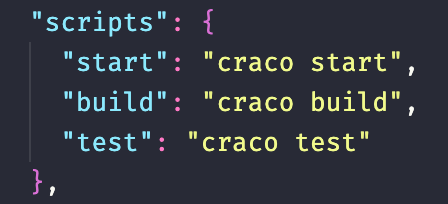 "scripts": {
"start": "craco start",
"build": "craco build",
"test": "craco test"
},